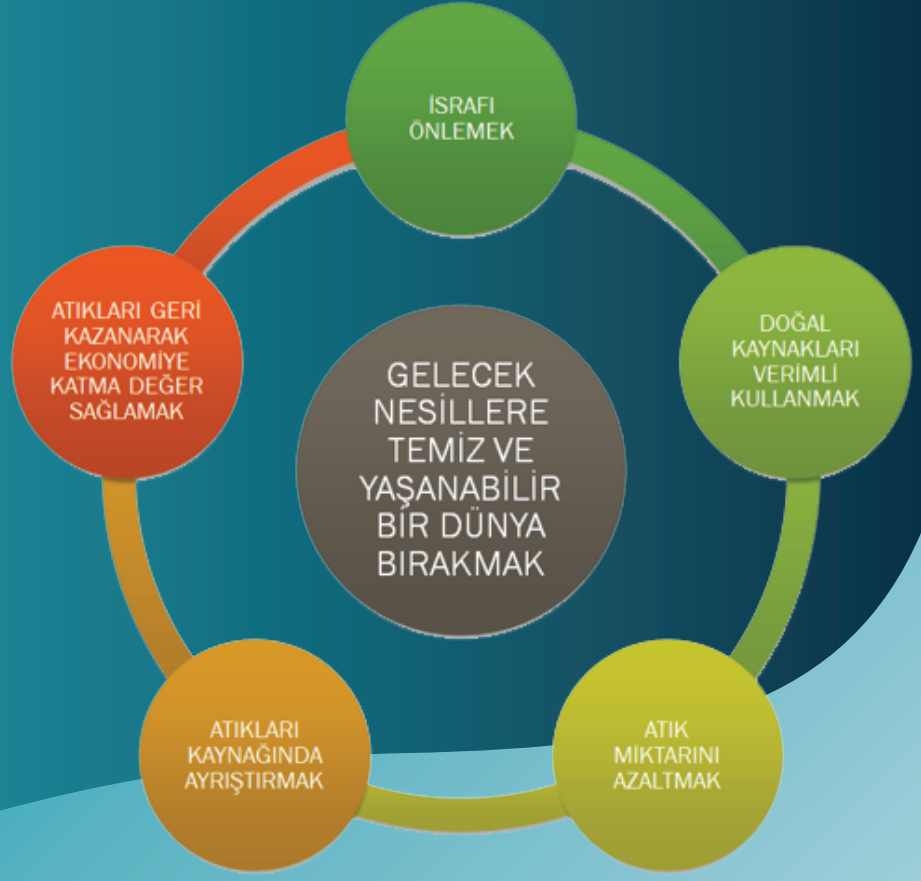 İSRAFI
ÖNLEMEK
DOĞAL
KAYNAKLARI
VERİMLİ
KULLANMAK
ATIK
MİKTARINI
AZALTMAK
ATIKLARI
KAYNAĞINDA
AYRIŞTIRMAK
ATIKLARI GERİ
KAZANARAK
EKONOMİYE
KATMA DEĞER
SAĞLAMAK
GELECEK
NESİLLERE
TEMİZ VE
YAŞANABİLİR
BİR DÜNYA
BIRAKMAK